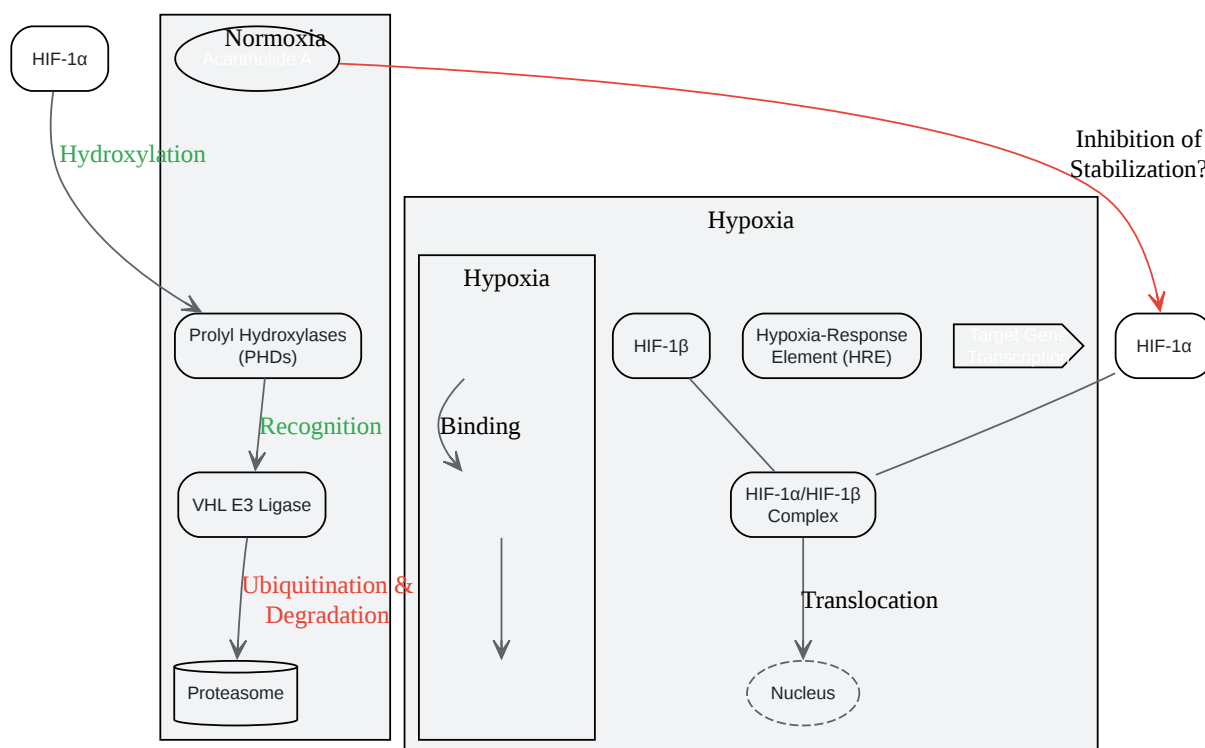 Normoxia
HIF-1α
Acantholide A
Hydroxylation
Inhibition of
Stabilization?
Hypoxia
Hypoxia
Prolyl Hydroxylases
(PHDs)
HIF-1β
Hypoxia-Response
Element (HRE)
Target Gene
Transcription
HIF-1α
Recognition
Binding
VHL E3 Ligase
HIF-1α/HIF-1β
Complex
Ubiquitination &
Degradation
Translocation
Proteasome
Nucleus